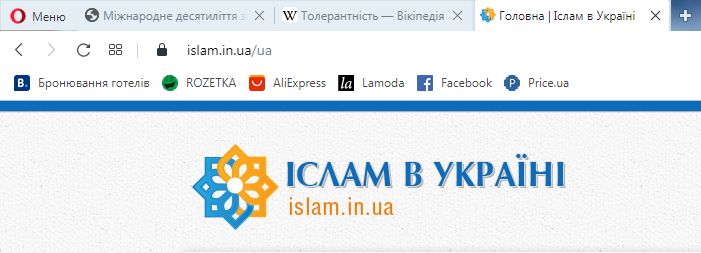 Меню
Міжнародне десятиліття з
Толерантність — Вікіпедія
Головна | Іслам в Україні
islam.in.ua/ua
B. Бронювання готелів
ROZETKA
AliExpress
la Lamoda
Facebook
P Price.ua
ІСЛАМ В УКРАЇНІ
islam.in.ua